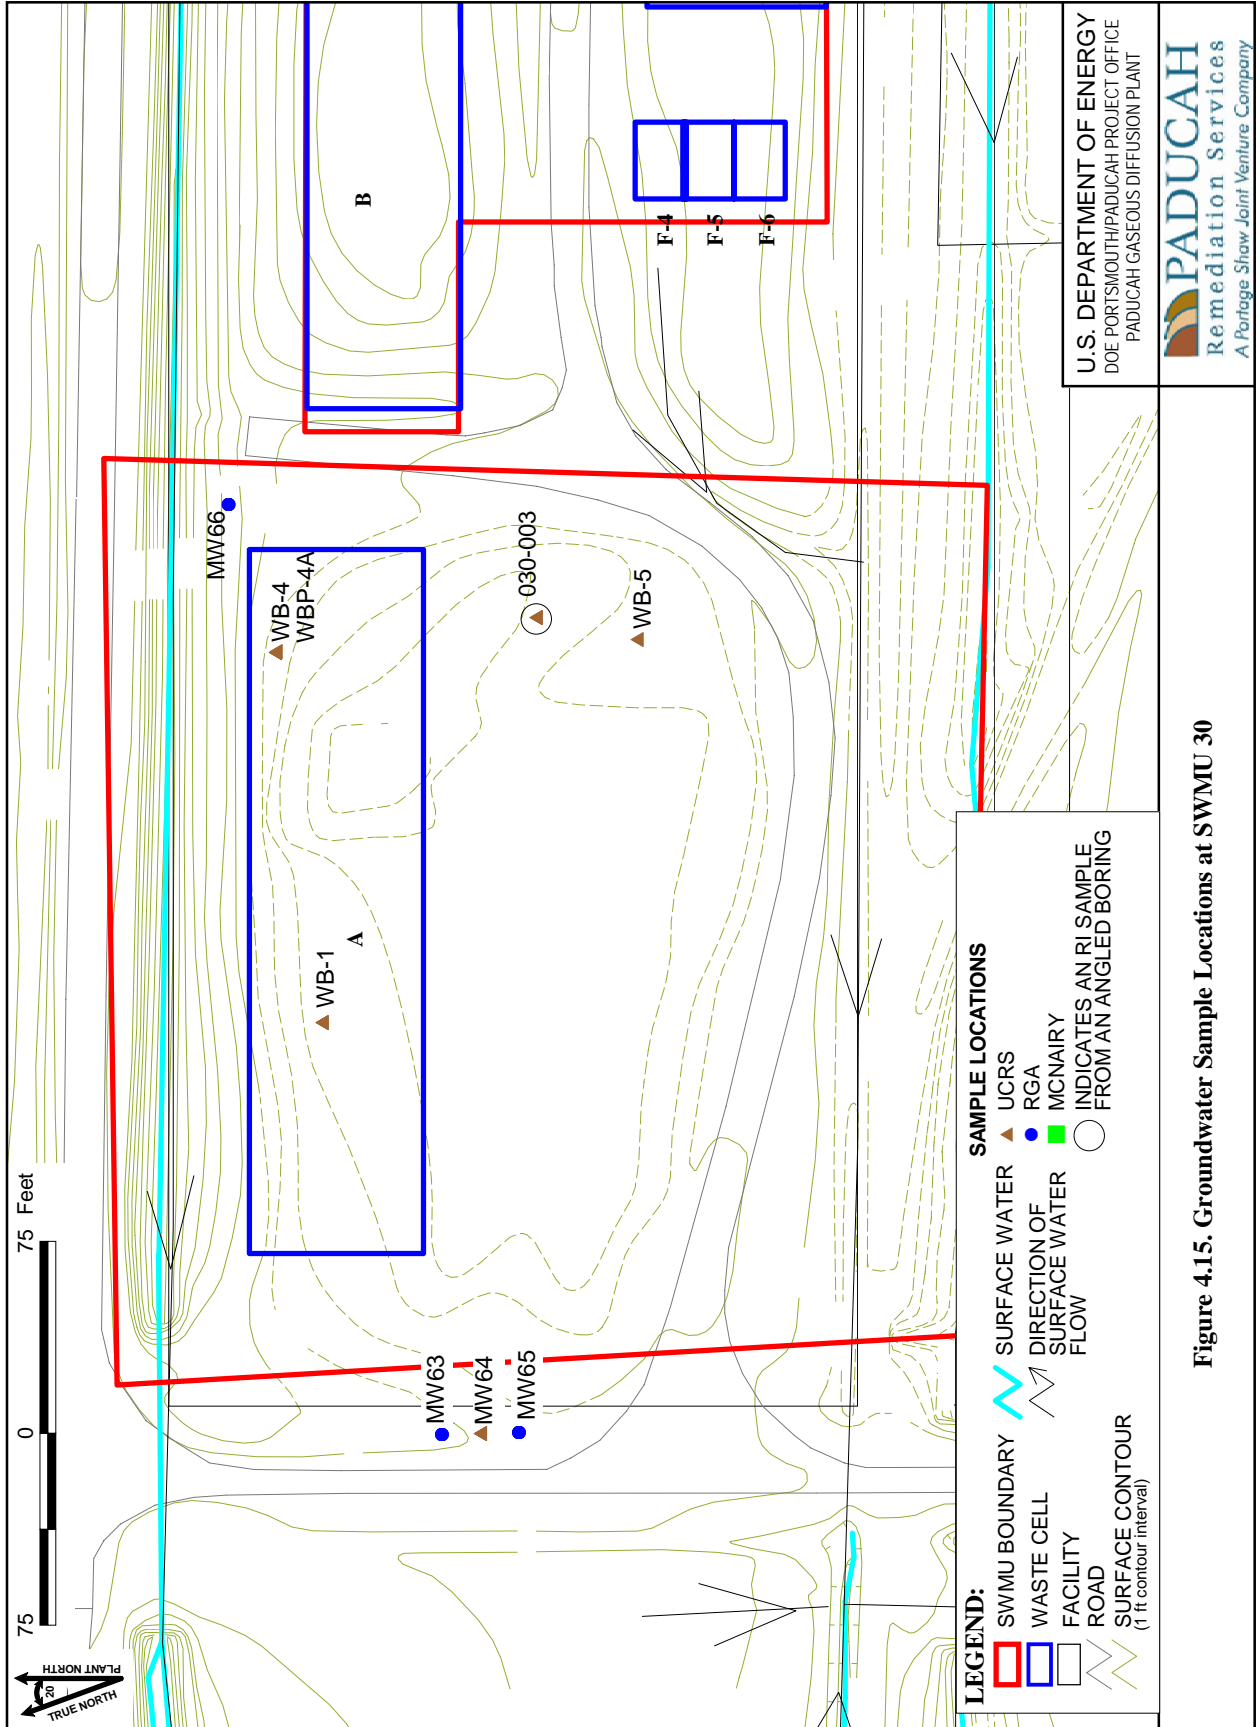 75
0
75 Feet
PLANT NORTH
TRUE NORTH
20
MW66
WB-4
WBP-4A
WB-1
A
B
030-003
WB-5
F-4
F-5
F-6
MW63
MW64
MW65
LEGEND:
SWMU BOUNDARY
WASTE CELL
FACILITY
ROAD
SURFACE CONTOUR
(1 ft contour interval)
SURFACE WATER
DIRECTION OF
SURFACE WATER
FLOW
SAMPLE LOCATIONS
UCRS
RGA
MCNAIRY
INDICATES AN RI SAMPLE
FROM AN ANGLED BORING
U.S. DEPARTMENT OF ENERGY
DOE PORTSMOUTH/PADUCAH PROJECT OFFICE
PADUCAH GASEOUS DIFFUSION PLANT
PADUCAH
Remediation Services
A Portage Shaw Joint Venture Company
Figure 4.15. Groundwater Sample Locations at SWMU 30